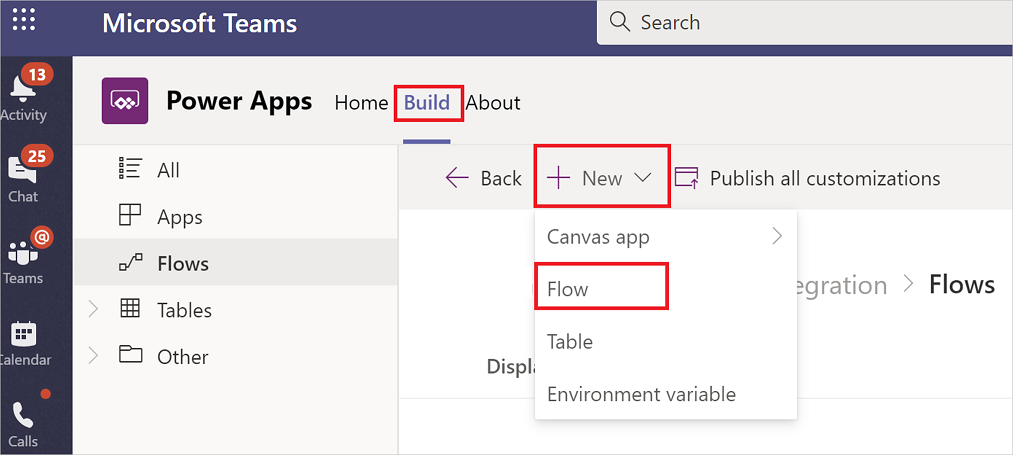 Microsoft Teams
Search
13
Activity
25
Chat
@
Teams
Calendar
Calls
Power Apps Home Build About
All
Apps
Flows
Tables
Other
Back New Publish all customizations
Canvas app
Flow
Table
Environment variable
egration > Flows
Displ